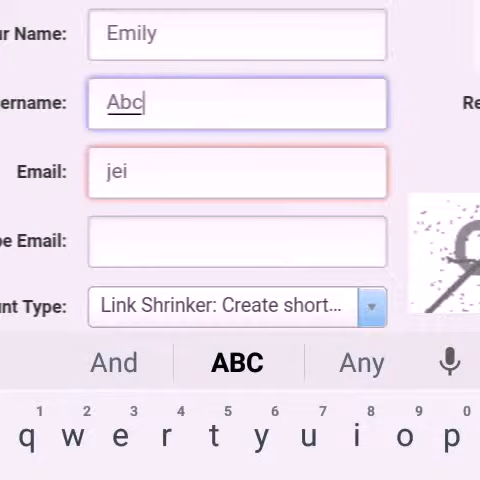 ur Name: Emily
ername: Abc
Re
Email: jei
pe Email:
unt Type: Link Shrinker: Create short...
And ABC Any
1 2 3 4 5 6 7 8 9 0
q w e r t y u i o p